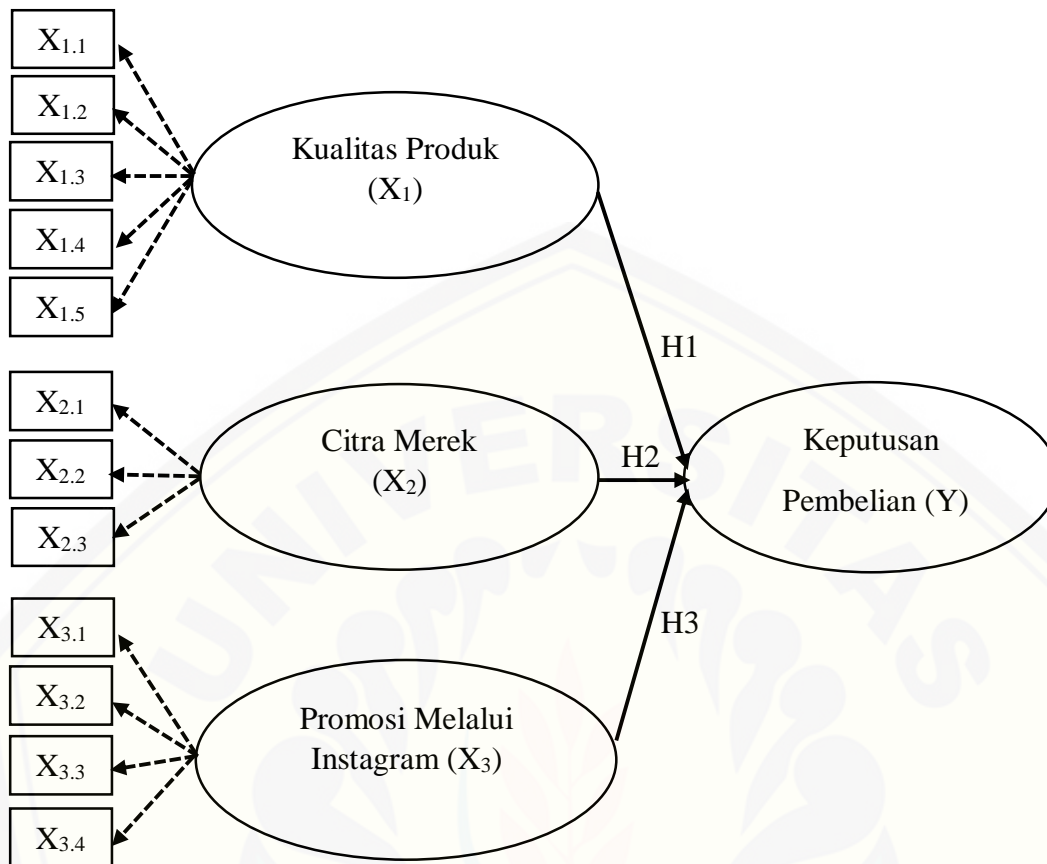 X1.1
X1.2
X1.3
X1.4
X1.5
Kualitas Produk
(X1)
H1
X2.1
X2.2
X2.3
Citra Merek
(X2)
H2
Keputusan
Pembelian (Y)
X3.1
X3.2
X3.3
X3.4
Promosi Melalui
Instagram (X3)
H3
UNIVERSITAS